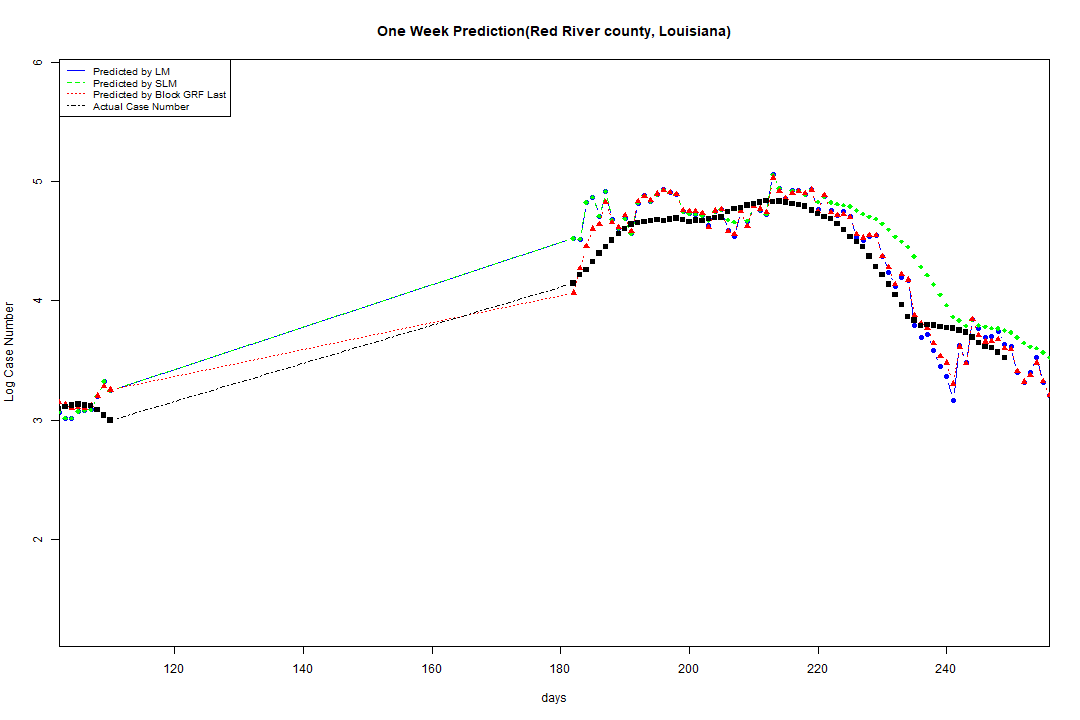 One Week Prediction(Red River county, Louisiana)
Predicted by LM
Predicted by SLM
Predicted by Block GRF Last
Actual Case Number
6
5
4
3
2
Log Case Number
120 140 160 180 200 220 240
days